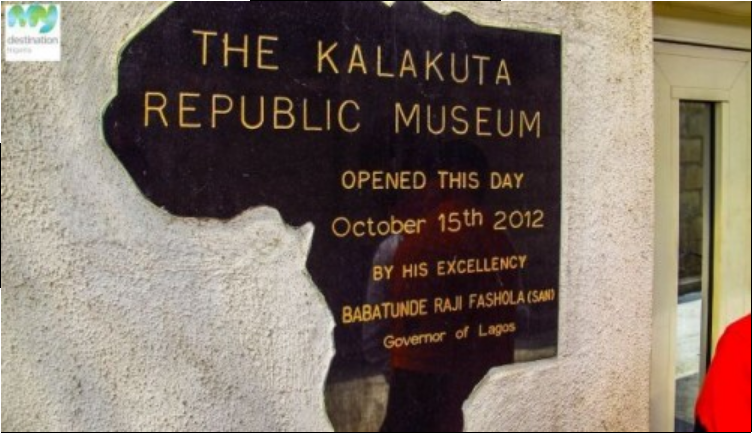 destination
THE KALAKUTA
REPUBLIC MUSEUM
OPENED THIS DAY
October 15th 2012
BY HIS EXCELLENCY
BABATUNDE RAJI FASHOLA (SAN)
Governor of Lagos